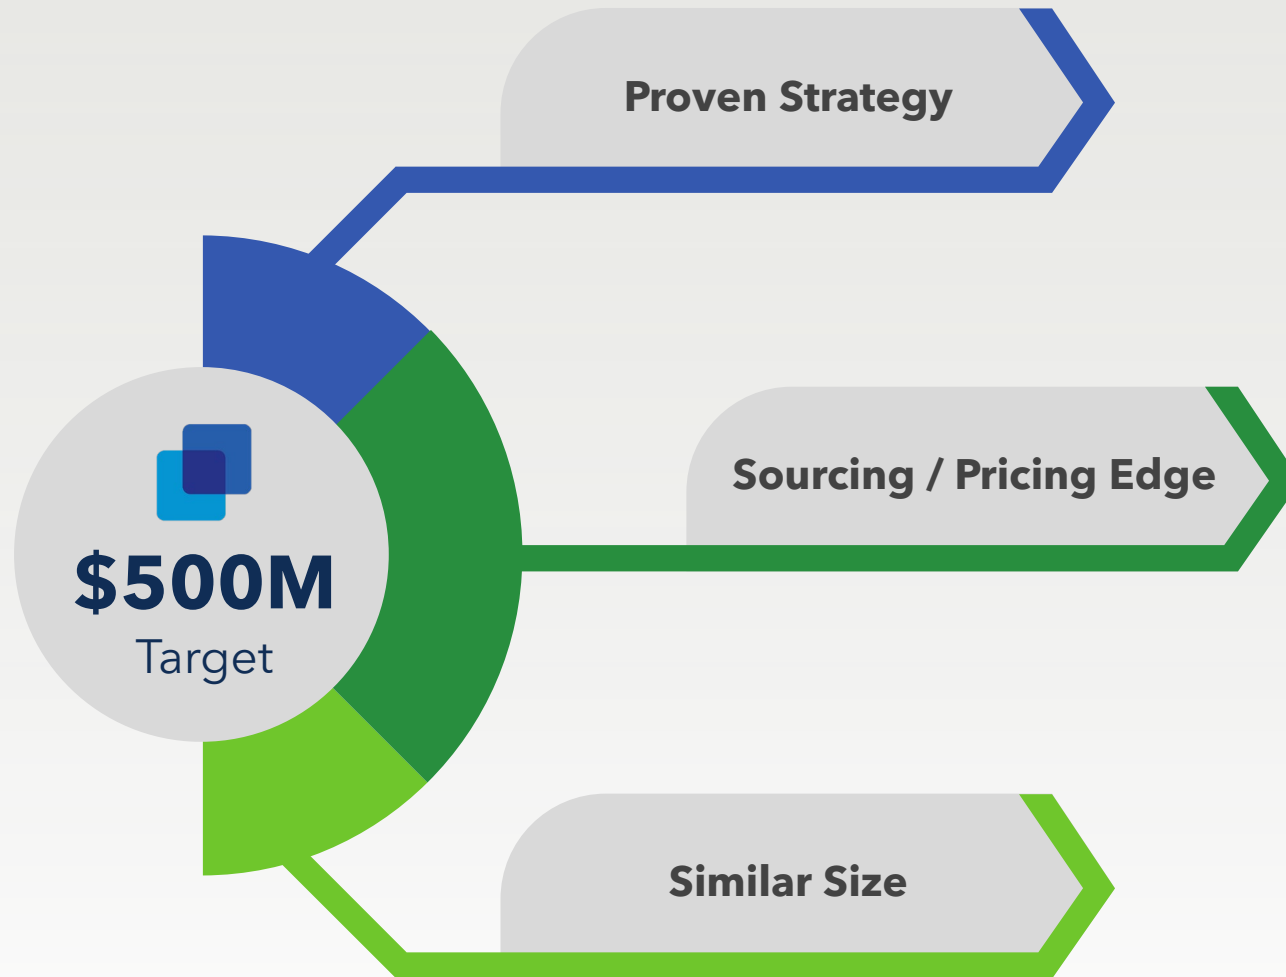 Proven Strategy
Sourcing / Pricing Edge
$500M
Target
Similar Size